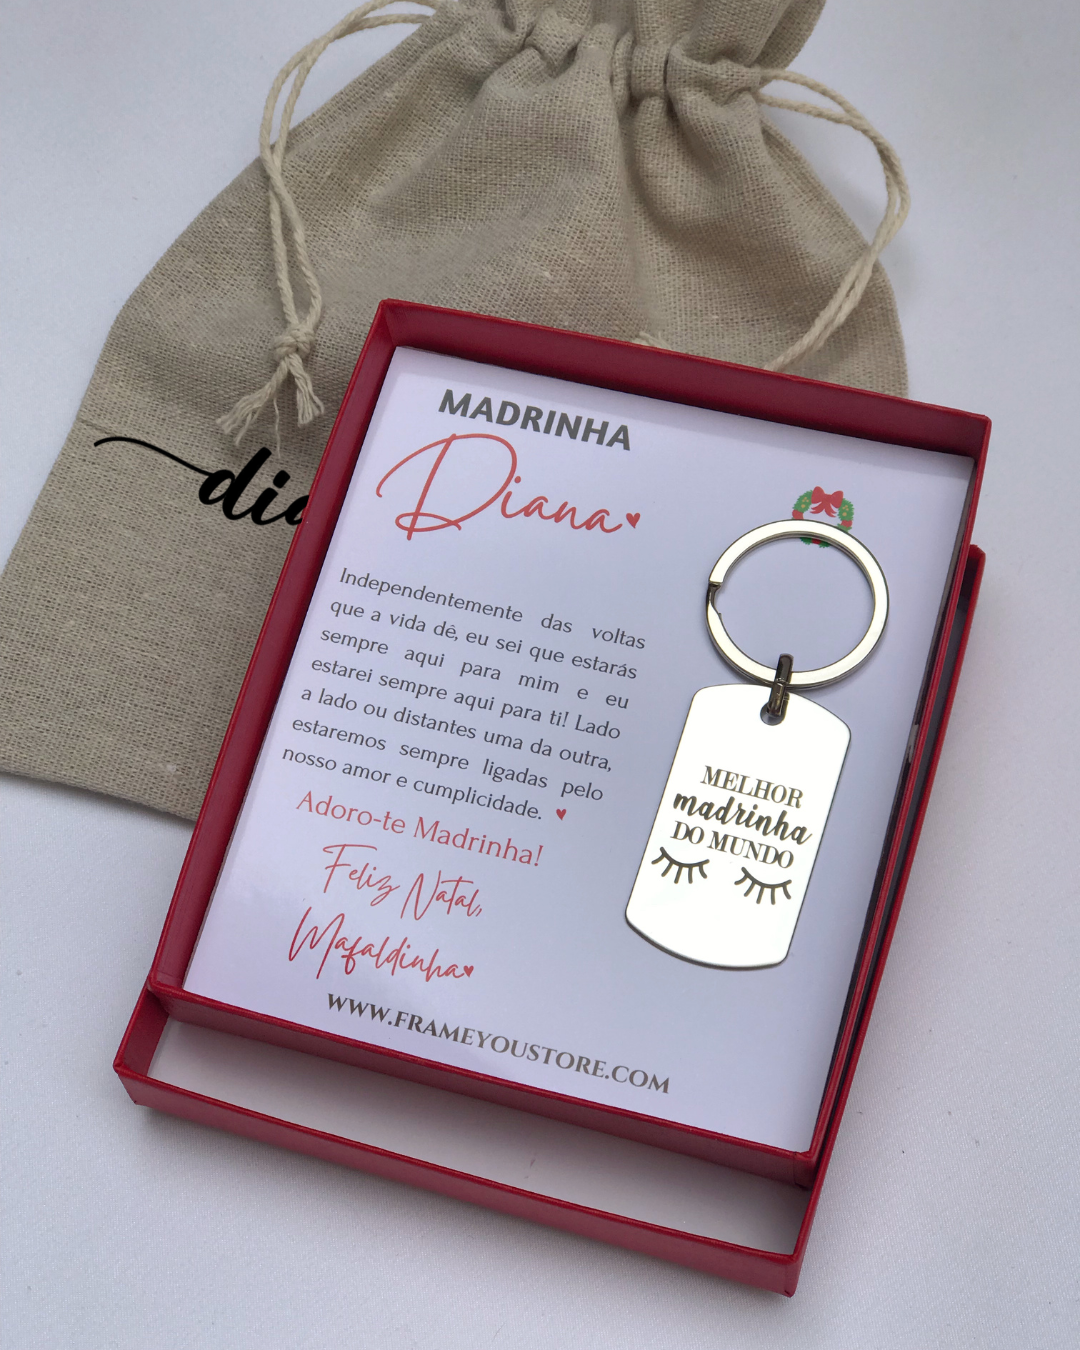 MADRINHA
Diana
Independentemente das voltas
que a vida dê, eu sei que estarás
sempre aqui para mim e eu
estarei sempre aqui para ti! Lado
a lado ou distantes uma da outra,
estaremos sempre ligadas pelo
nosso amor e cumplicidade.
Adoro-te Madrinha!
Feliz Natal,
Mafaldinha
WWW.FRAMEYOUSTORE.COM
MELHOR
madrinha
DO MUNDO